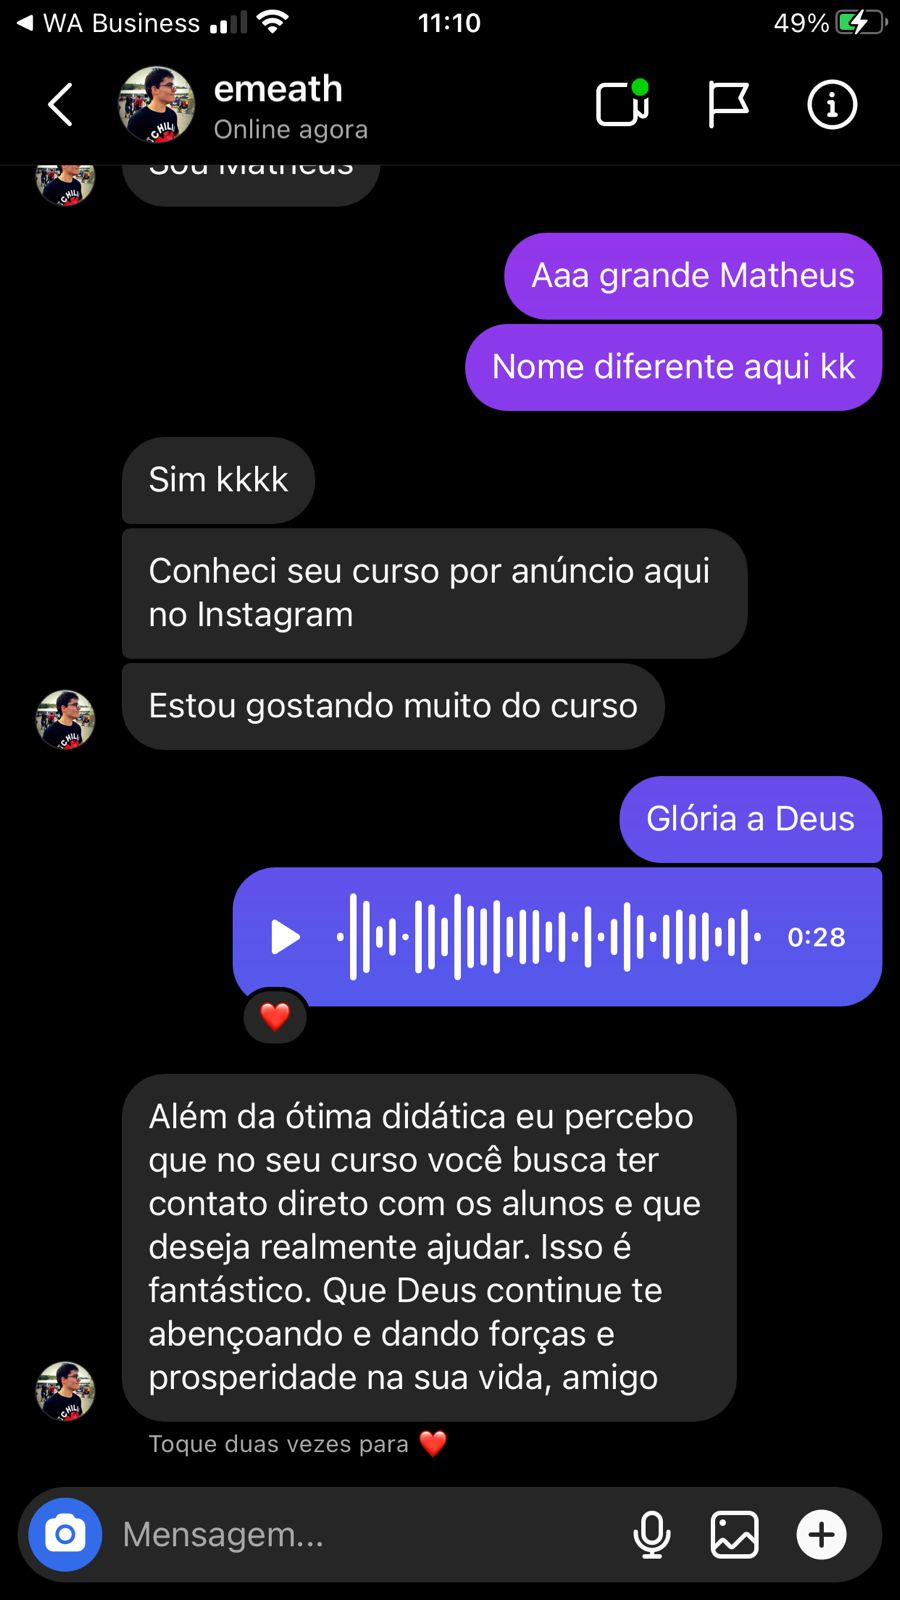 WA Business
11:10
49%
emeath
Online agora
Sou Matheus
Aaa grande Matheus
Nome diferente aqui kk
Sim kkkk
Conheci seu curso por anúncio aqui
no Instagram
Estou gostando muito do curso
Glória a Deus
0:28
Além da ótima didática eu percebo
que no seu curso você busca ter
contato direto com os alunos e que
deseja realmente ajudar. Isso é
fantástico. Que Deus continue te
abençoando e dando forças e
prosperidade na sua vida, amigo
Toque duas vezes para ❤️
Mensagem...